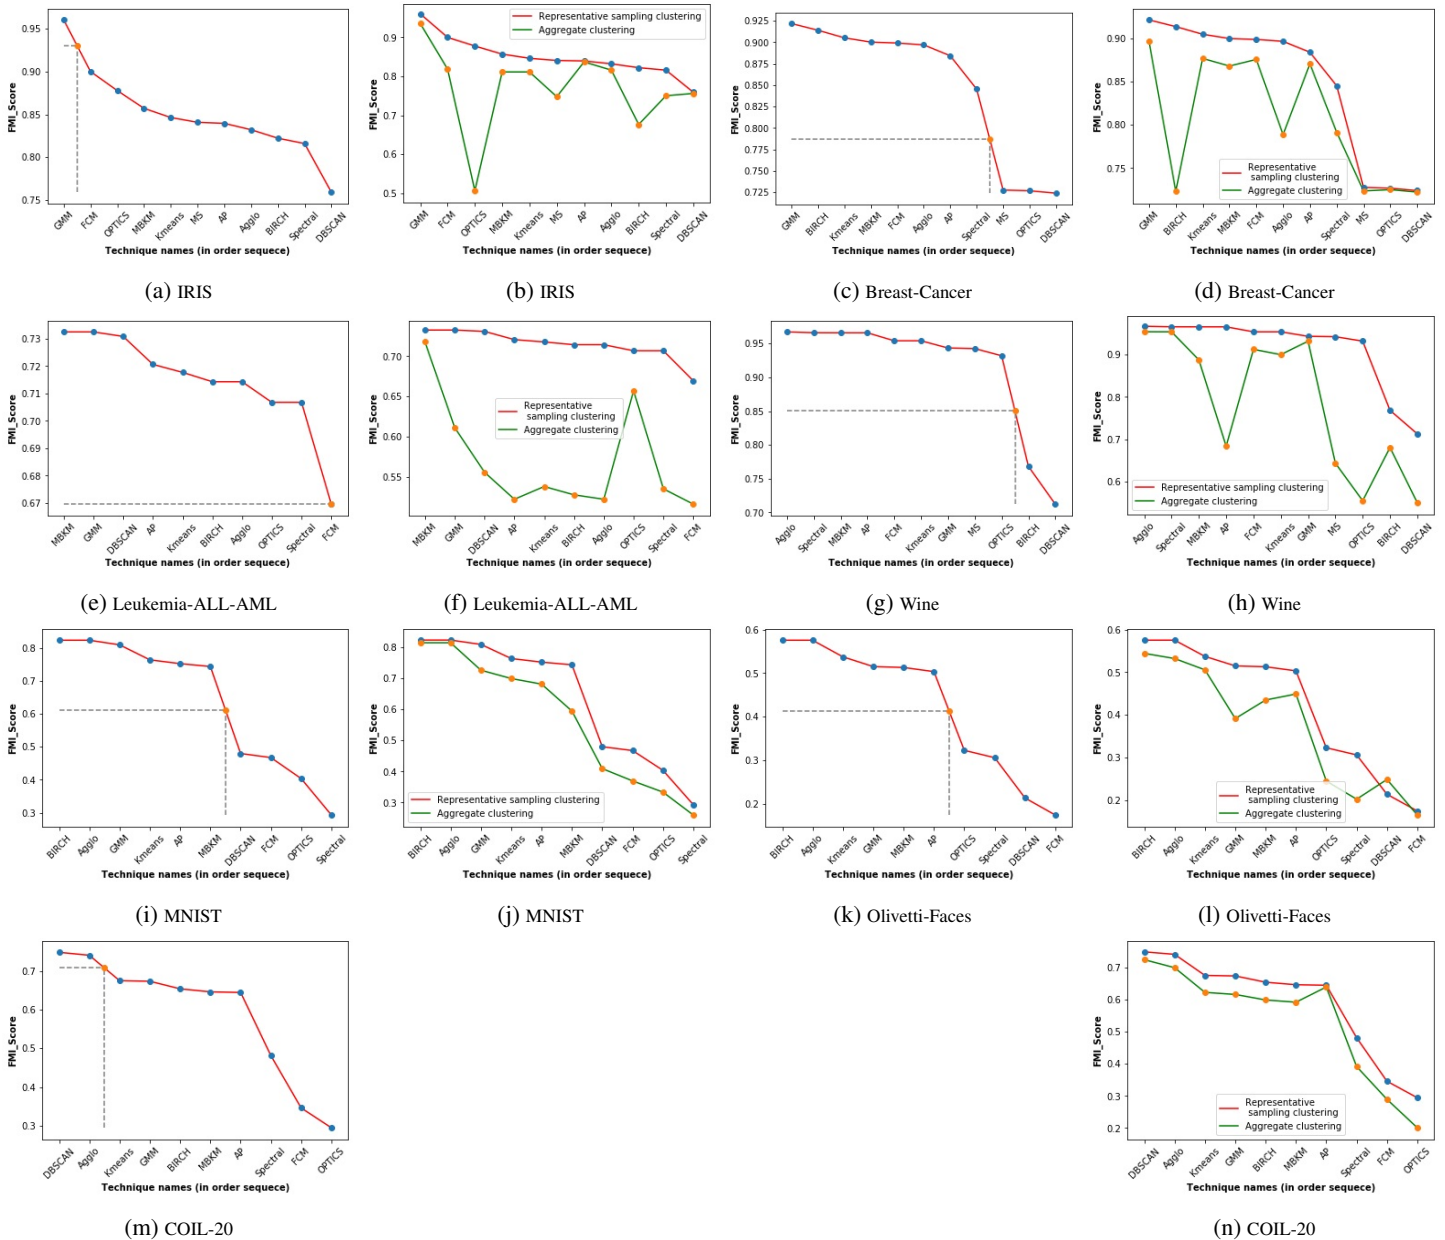 FMI_Score
0.95
0.90
0.85
0.80
0.75
GMM
FCM
OPTICS
MBKM
Kmeans
MS
AP
Agglo
BIRCH
Spectral
DBSCAN
Technique names (in order sequece)
(a) IRIS
FMI_Score
0.9
0.8
0.7
0.6
0.5
Representative sampling clustering
Aggregate clustering
GMM
FCM
OPTICS
MBKM
Kmeans
MS
AP
Agglo
BIRCH
Spectral
DBSCAN
Technique names (in order sequece)
(b) IRIS
FMI_Score
0.925
0.900
0.875
0.850
0.825
0.800
0.775
0.750
0.725
GMM
BIRCH
Kmeans
MBKM
FCM
Agglo
AP
Spectral
MS
OPTICS
DBSCAN
Technique names (in order sequece)
(c) Breast-Cancer
FMI_Score
0.90
0.85
0.80
0.75
Representative
sampling clustering
Aggregate clustering
GMM
BIRCH
Kmeans
MBKM
FCM
Agglo
AP
Spectral
MS
OPTICS
DBSCAN
Technique names (in order sequece)
(d) Breast-Cancer
FMI_Score
0.73
0.72
0.71
0.70
0.69
0.68
0.67
MBKM
GMM
DBSCAN
AP
Kmeans
BIRCH
Agglo
OPTICS
Spectral
FCM
Technique names (in order sequece)
(e) Leukemia-ALL-AML
FMI_Score
0.70
0.65
0.60
0.55
Representative
sampling clustering
Aggregate clustering
MBKM
GMM
DBSCAN
AP
Kmeans
BIRCH
Agglo
OPTICS
Spectral
FCM
Technique names (in order sequece)
(f) Leukemia-ALL-AML
FMI_Score
0.95
0.90
0.85
0.80
0.75
0.70
Agglo
Spectral
MBKM
AP
FCM
Kmeans
GMM
MS
OPTICS
BIRCH
DBSCAN
Technique names (in order sequece)
(g) Wine
FMI_Score
0.9
0.8
0.7
0.6
Representative sampling clustering
Aggregate clustering
Agglo
Spectral
MBKM
AP
FCM
Kmeans
GMM
MS
OPTICS
BIRCH
DBSCAN
Technique names (in order sequece)
(h) Wine
FMI_Score
0.8
0.7
0.6
0.5
0.4
0.3
BIRCH
Agglo
GMM
Kmeans
AP
MBKM
DBSCAN
FCM
OPTICS
Spectral
Technique names (in order sequece)
(i) MNIST
FMI_Score
0.8
0.7
0.6
0.5
0.4
0.3
Representative sampling clustering
Aggregate clustering
BIRCH
Agglo
GMM
Kmeans
AP
MBKM
DBSCAN
FCM
OPTICS
Spectral
Technique names (in order sequece)
(j) MNIST
FMI_Score
0.6
0.5
0.4
0.3
0.2
BIRCH
Agglo
Kmeans
GMM
MBKM
AP
OPTICS
Spectral
DBSCAN
FCM
Technique names (in order sequece)
(k) Olivetti-Faces
FMI_Score
0.6
0.5
0.4
0.3
0.2
Representative
sampling clustering
Aggregate clustering
BIRCH
Agglo
Kmeans
GMM
MBKM
AP
OPTICS
Spectral
DBSCAN
FCM
Technique names (in order sequece)
(l) Olivetti-Faces
FMI_Score
0.7
0.6
0.5
0.4
0.3
DBSCAN
Agglo
Kmeans
GMM
BIRCH
MBKM
AP
Spectral
FCM
OPTICS
Technique names (in order sequece)
(m) COIL-20
FMI_Score
0.7
0.6
0.5
0.4
0.3
0.2
Representative
sampling clustering
Aggregate clustering
DBSCAN
Agglo
Kmeans
GMM
BIRCH
MBKM
AP
Spectral
FCM
OPTICS
Technique names (in order sequece)
(n) COIL-20